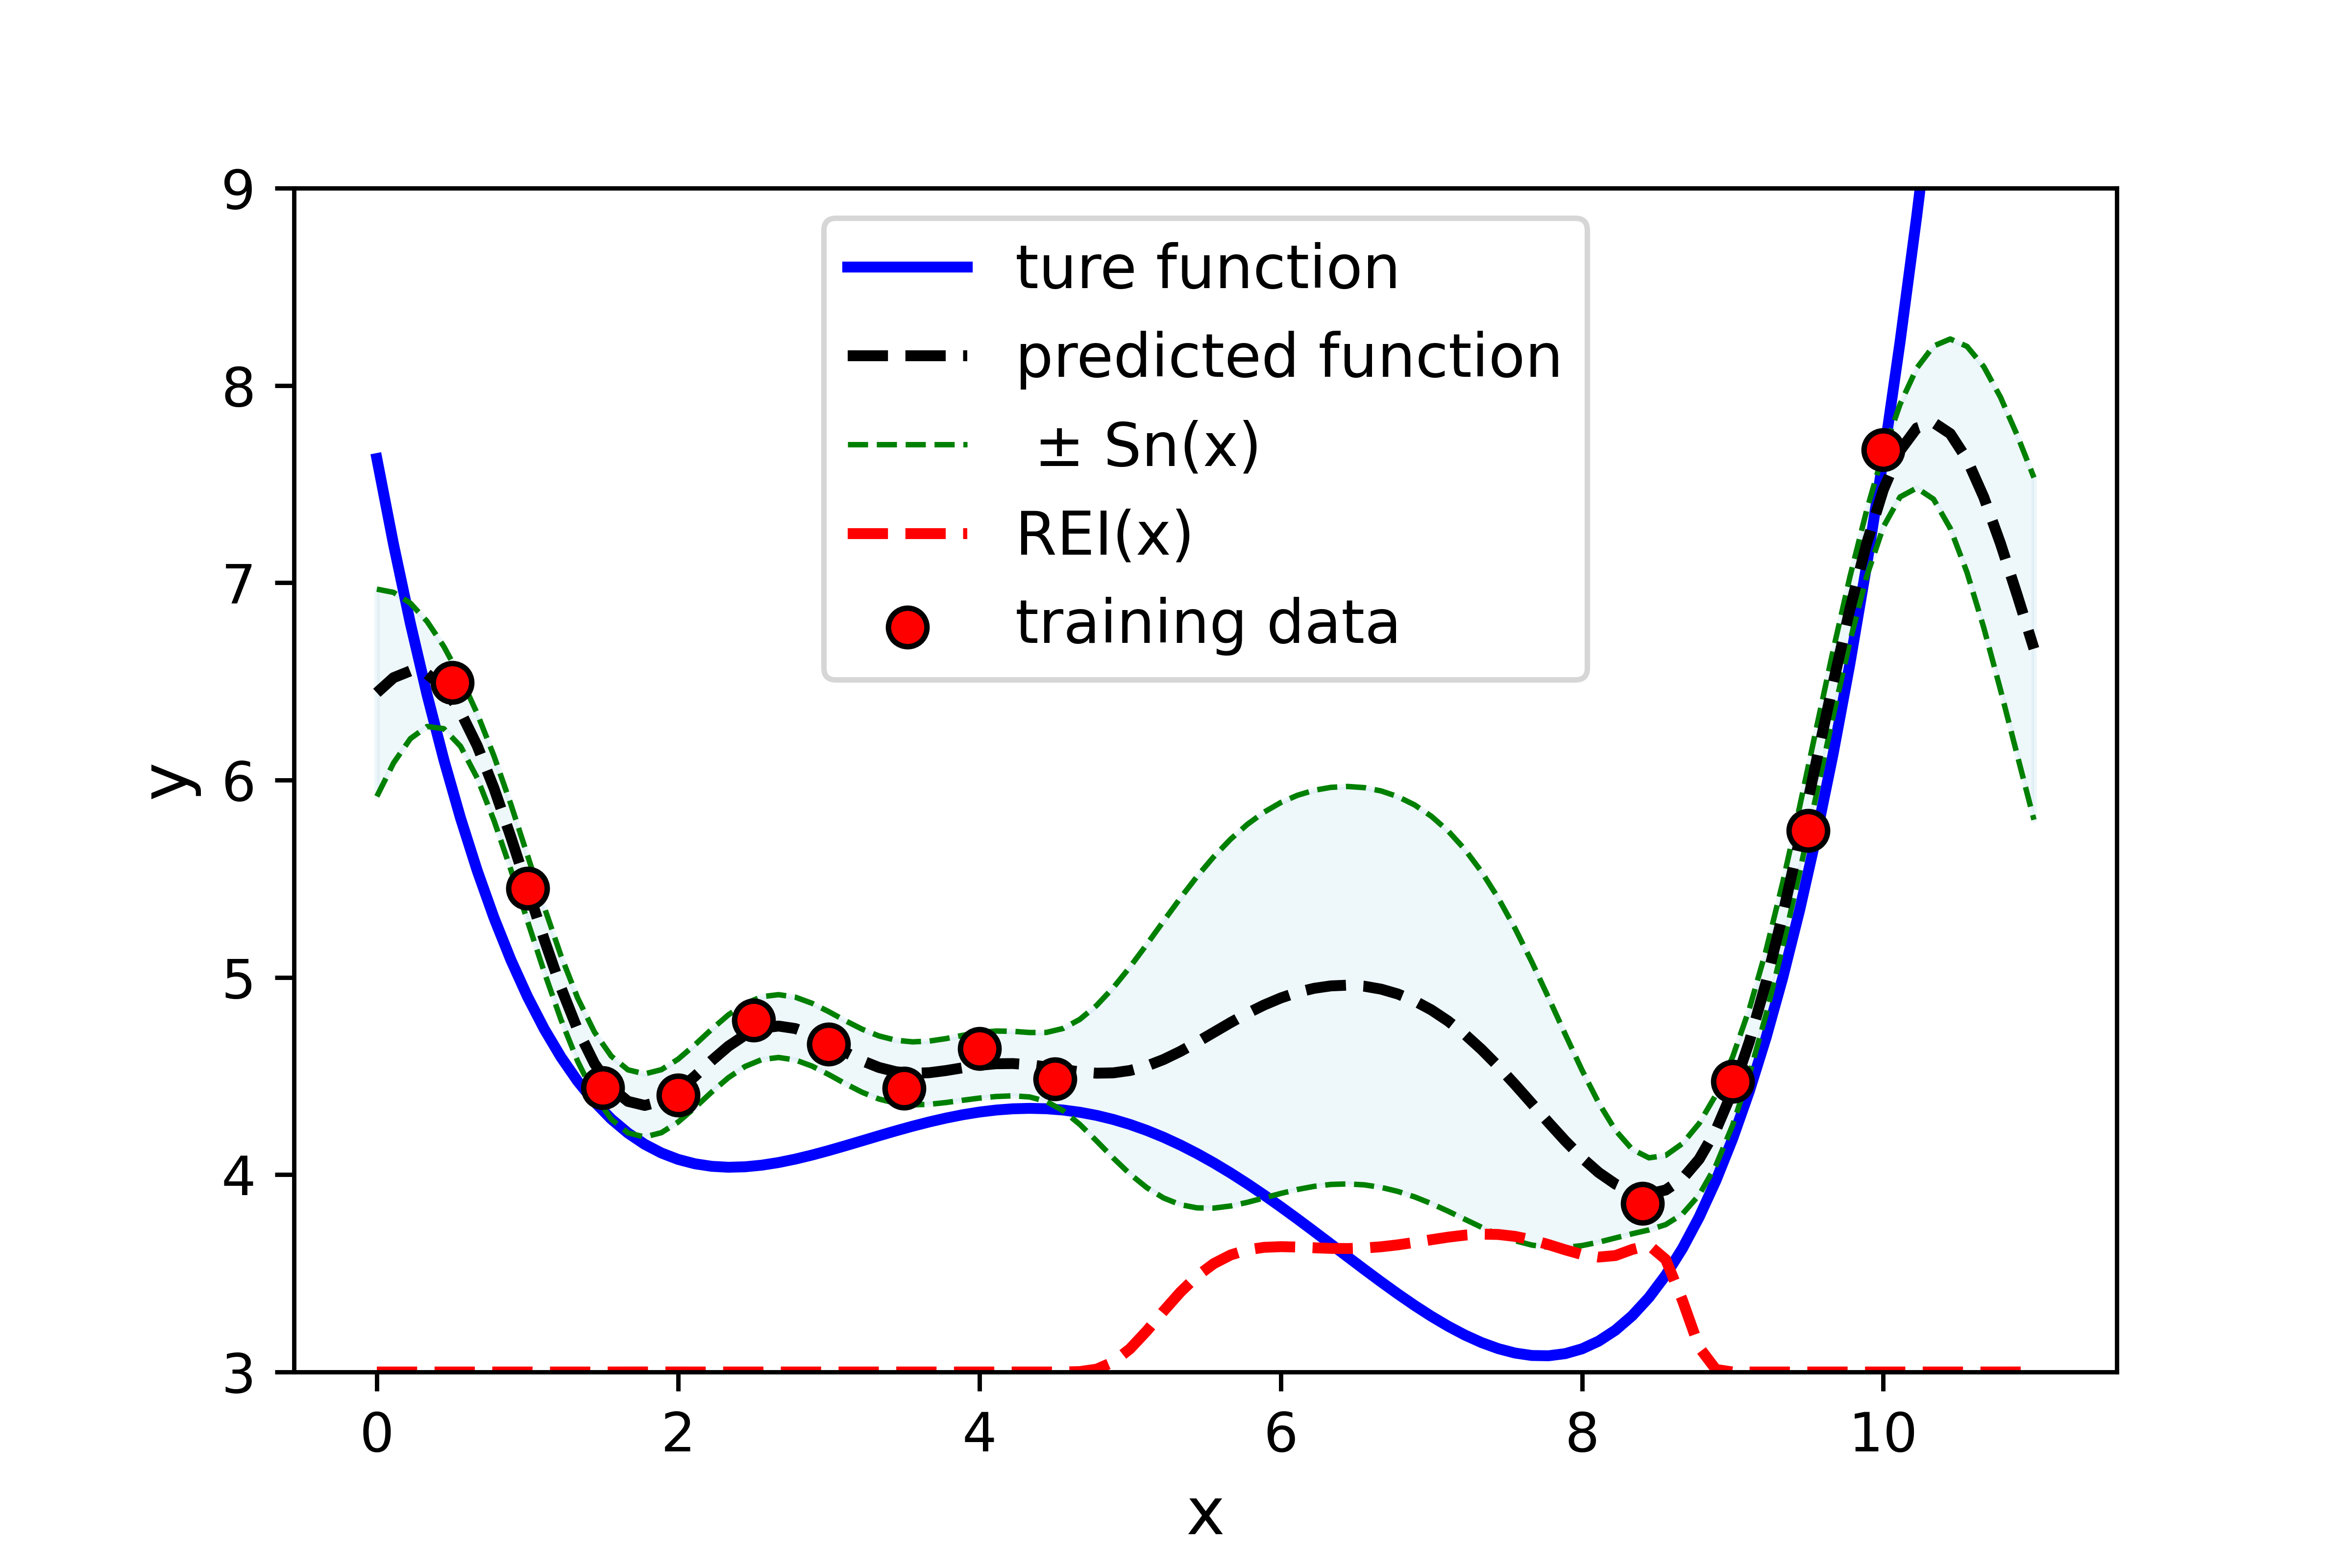 ture function
predicted function
± Sn(x)
REI(x)
training data
9
8
7
6
5
4
3
y
0 2 4 6 8 10
x